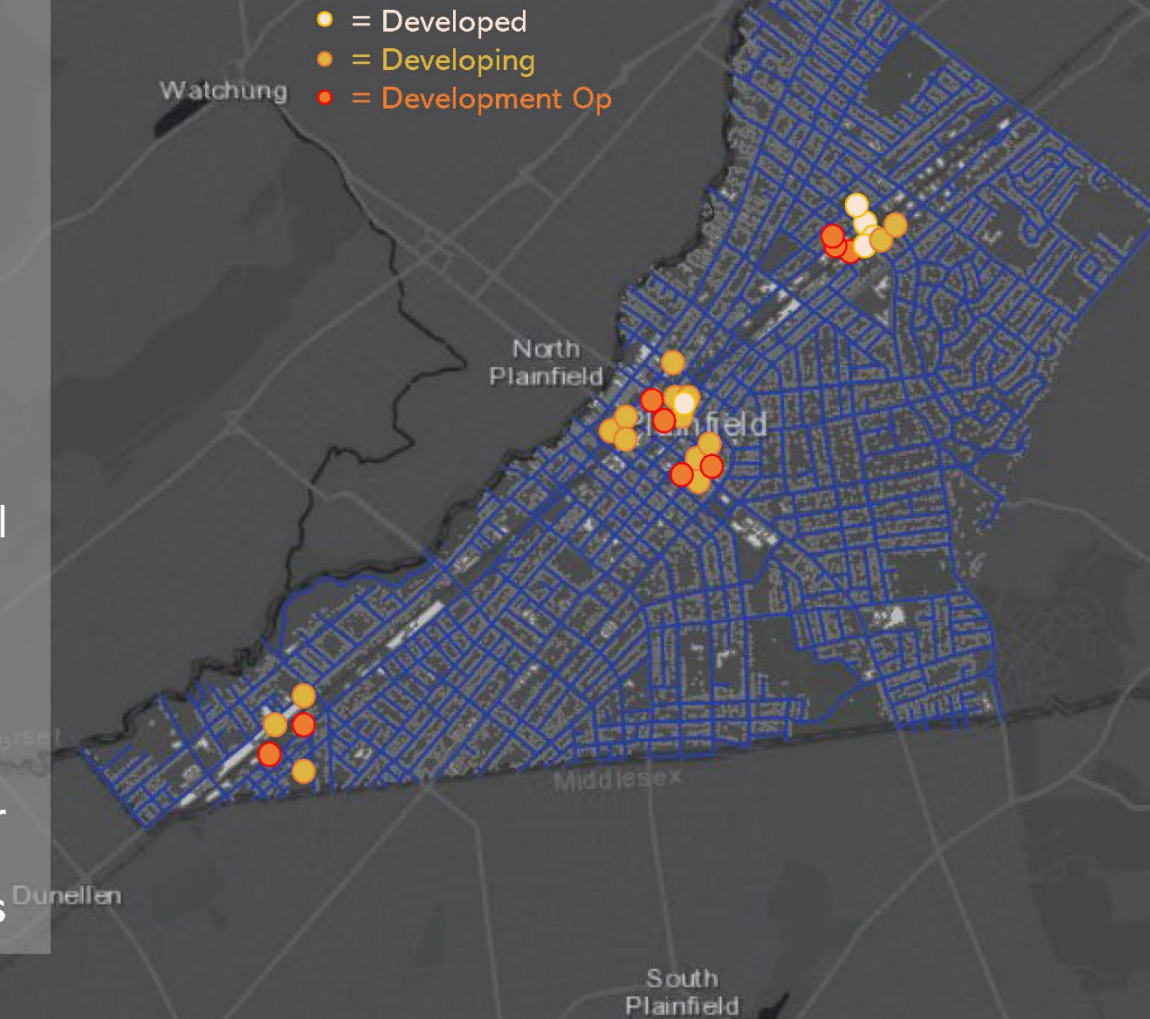 = Developed
= Developing
= Development Op
Watchung
North
Plainfield
Plainfield
l
Middlesex
r
Dunellen
s
South
Plainfield